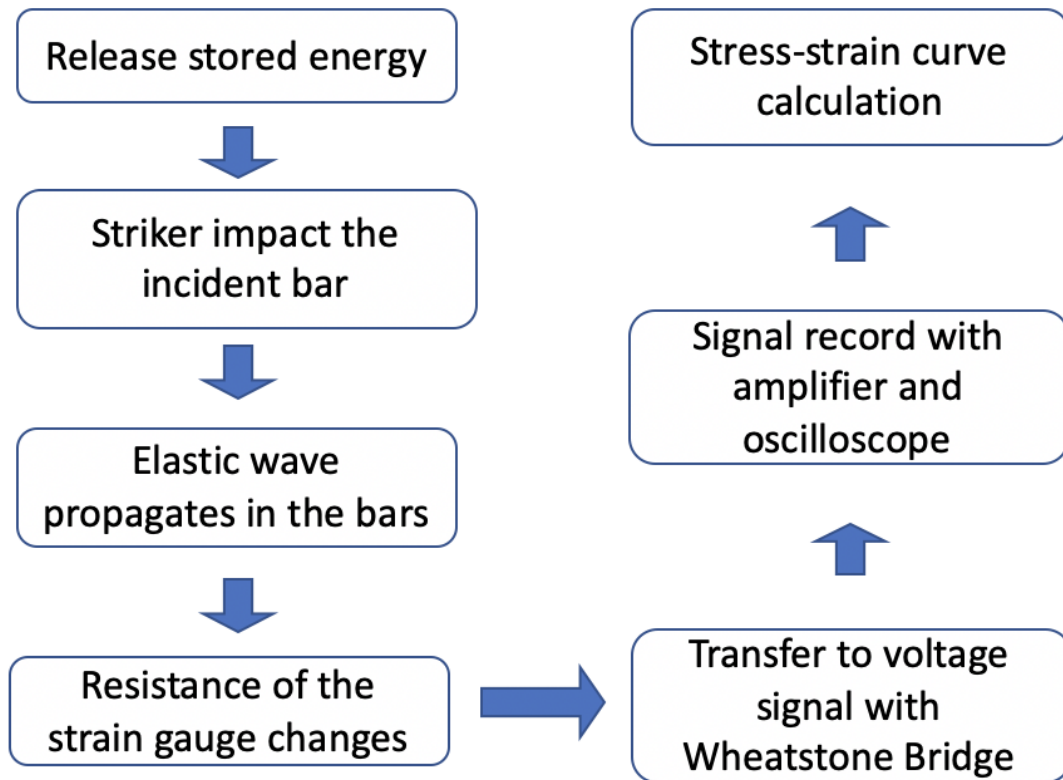 Release stored energy
Striker impact the
incident bar
Elastic wave
propagates in the bars
Resistance of the
strain gauge changes
Transfer to voltage
signal with
Wheatstone Bridge
Signal record with
amplifier and
oscilloscope
Stress-strain curve
calculation